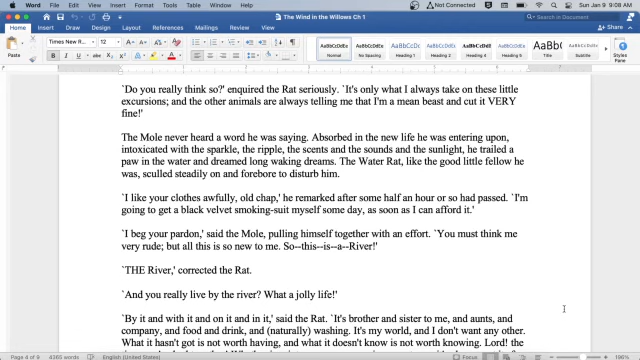 Word File Edit View Insert Format Tools Table Window Help
Not Connected
Sun Jan 9 9:08 AM
The Wind in the Willows Ch 1
Search in Document
Home Insert Draw Design Layout References Mailings Review View
Share
Paste
Times New R...
12
Normal
No Spacing
Heading 1
Heading 2
Heading 3
Heading 4
Title
Subtitle
Styles
Pane
`Do you really think so?' enquired the Rat seriously. `It's only what I always take on these little
excursions; and the other animals are always telling me that I'm a mean beast and cut it VERY
fine!'
The Mole never heard a word he was saying. Absorbed in the new life he was entering upon,
intoxicated with the sparkle, the ripple, the scents and the sounds and the sunlight, he trailed a
paw in the water and dreamed long waking dreams. The Water Rat, like the good little fellow he
was, sculled steadily on and forebore to disturb him.
`I like your clothes awfully, old chap,' he remarked after some half an hour or so had passed. `I'm
going to get a black velvet smoking-suit myself some day, as soon as I can afford it.'
`I beg your pardon,' said the Mole, pulling himself together with an effort. `You must think me
very rude; but all this is so new to me. So--this--is--a--River!'
`THE River,' corrected the Rat.
`And you really live by the river? What a jolly life!'
`By it and with it and on it and in it,' said the Rat. `It's brother and sister to me, and aunts, and
company, and food and drink, and (naturally) washing. It's my world, and I don't want any other.
What it hasn't got is not worth having, and what it doesn't know is not worth knowing. Lord! the
Page 4 of 9 4265 words English (United States)
Focus
196%